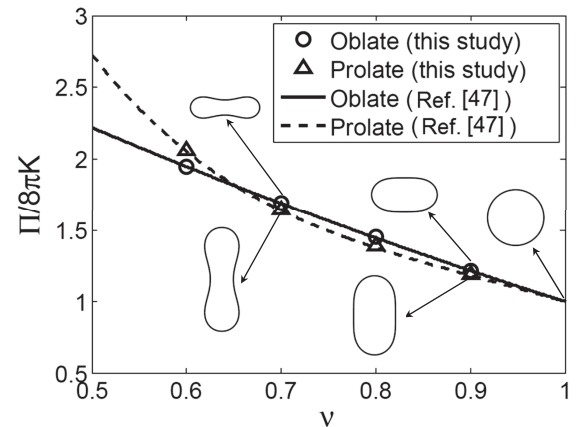 3
2.5
2
1.5
1
0.5
Π/8πK
Oblate (this study)
Prolate (this study)
Oblate (Ref. [47] )
Prolate ( Ref. [47] )
0.5 0.6 0.7 0.8 0.9 1
ν